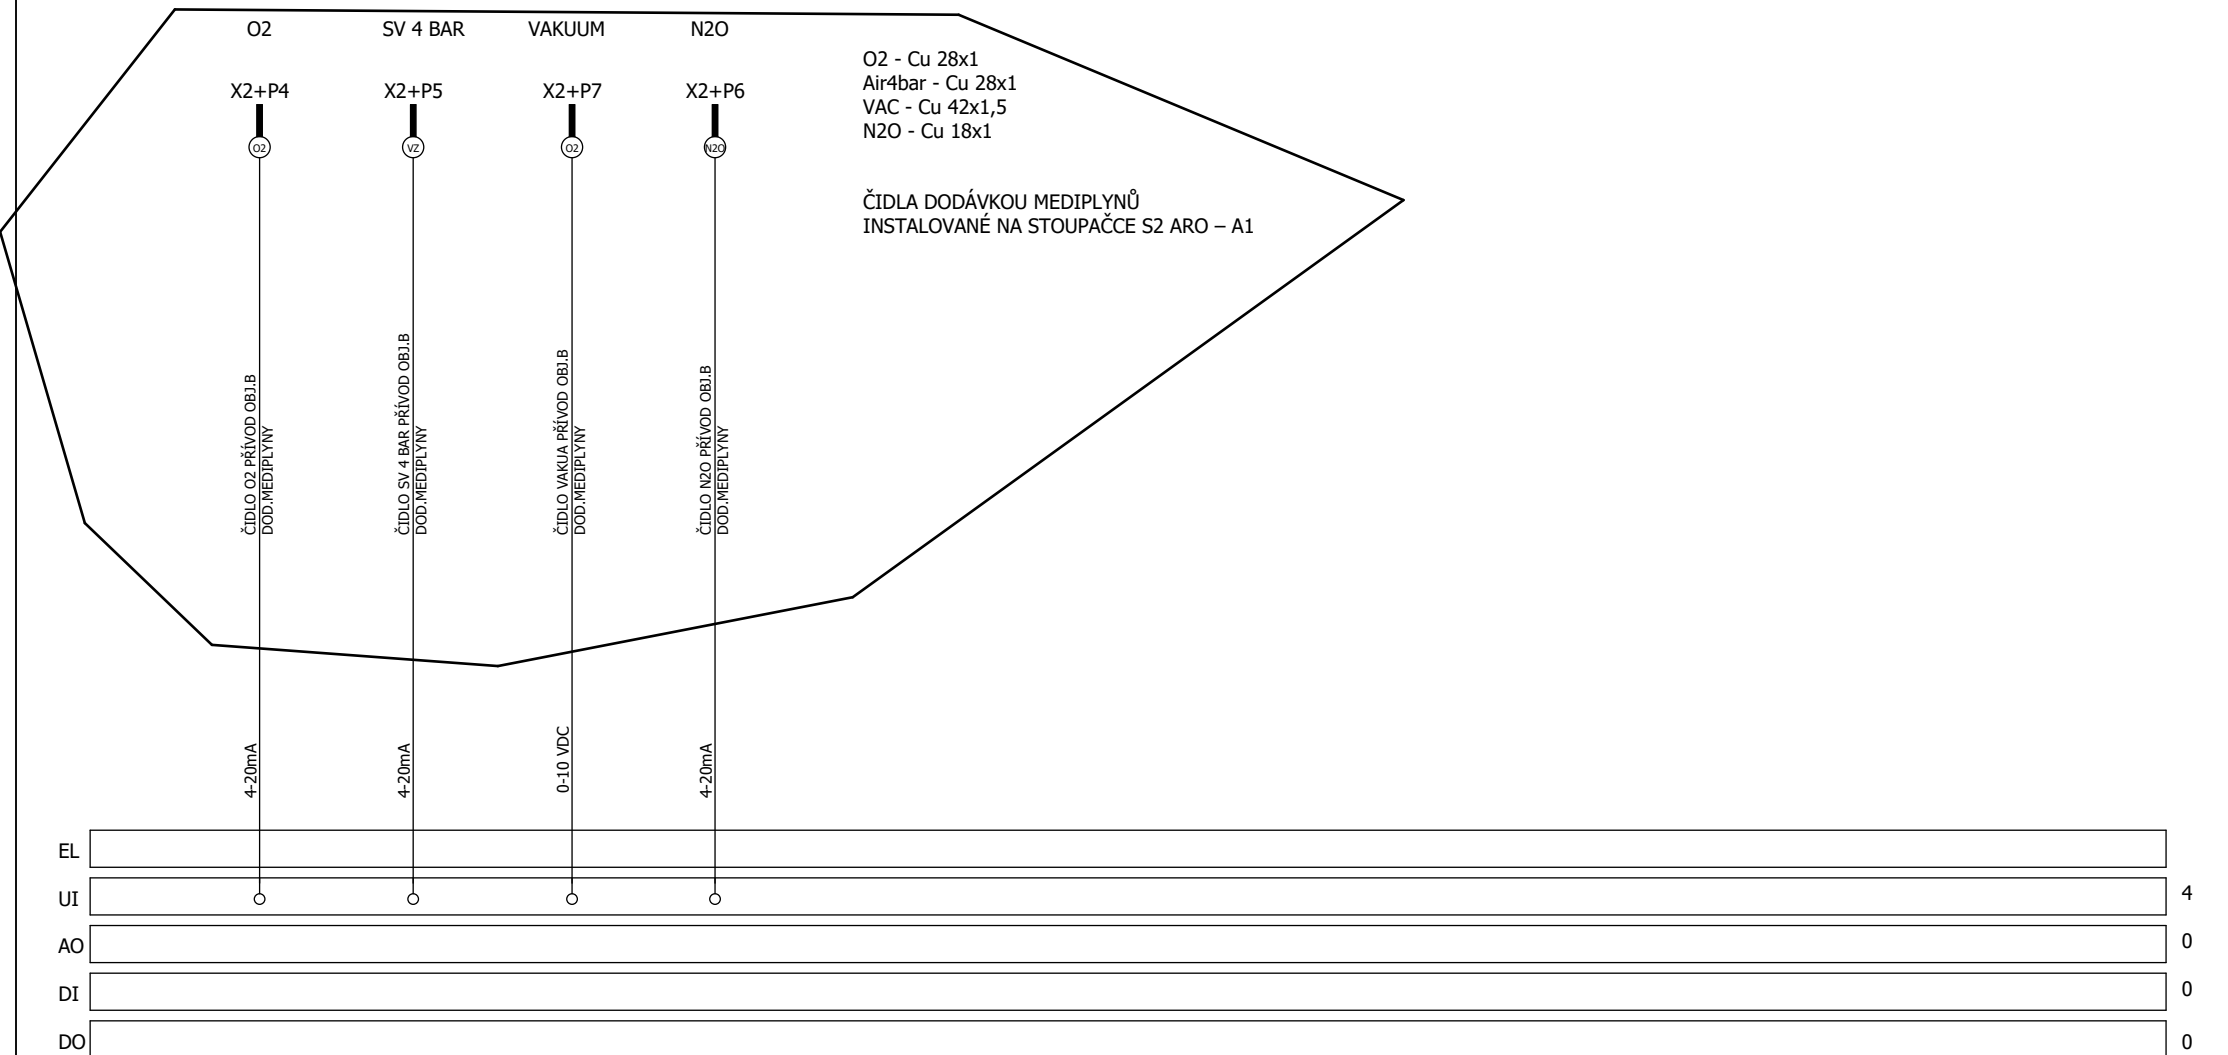 O2 SV 4 BAR VAKUUM N2O
X2+P4 X2+P5 X2+P7 X2+P6
O2 VZ O2 N2O
O2 - Cu 28x1
Air4bar - Cu 28x1
VAC - Cu 42x1,5
N2O - Cu 18x1
ČIDLA DODÁVKOU MEDIPLYNŮ
INSTALOVANÉ NA STOUPAČCE S2 ARO – A1
ČIDLO O2 PŘÍVOD OBJ.B
DOD.MEDIPLYNY
ČIDLO SV 4 BAR PŘÍVOD OBJ.B
DOD.MEDIPLYNY
ČIDLO VAKUA PŘÍVOD OBJ.B
DOD.MEDIPLYNY
ČIDLO N2O PŘÍVOD OBJ.B
DOD.MEDIPLYNY
4-20mA
4-20mA
0-10 VDC
4-20mA
EL
UI 4
AO 0
DI 0
DO 0